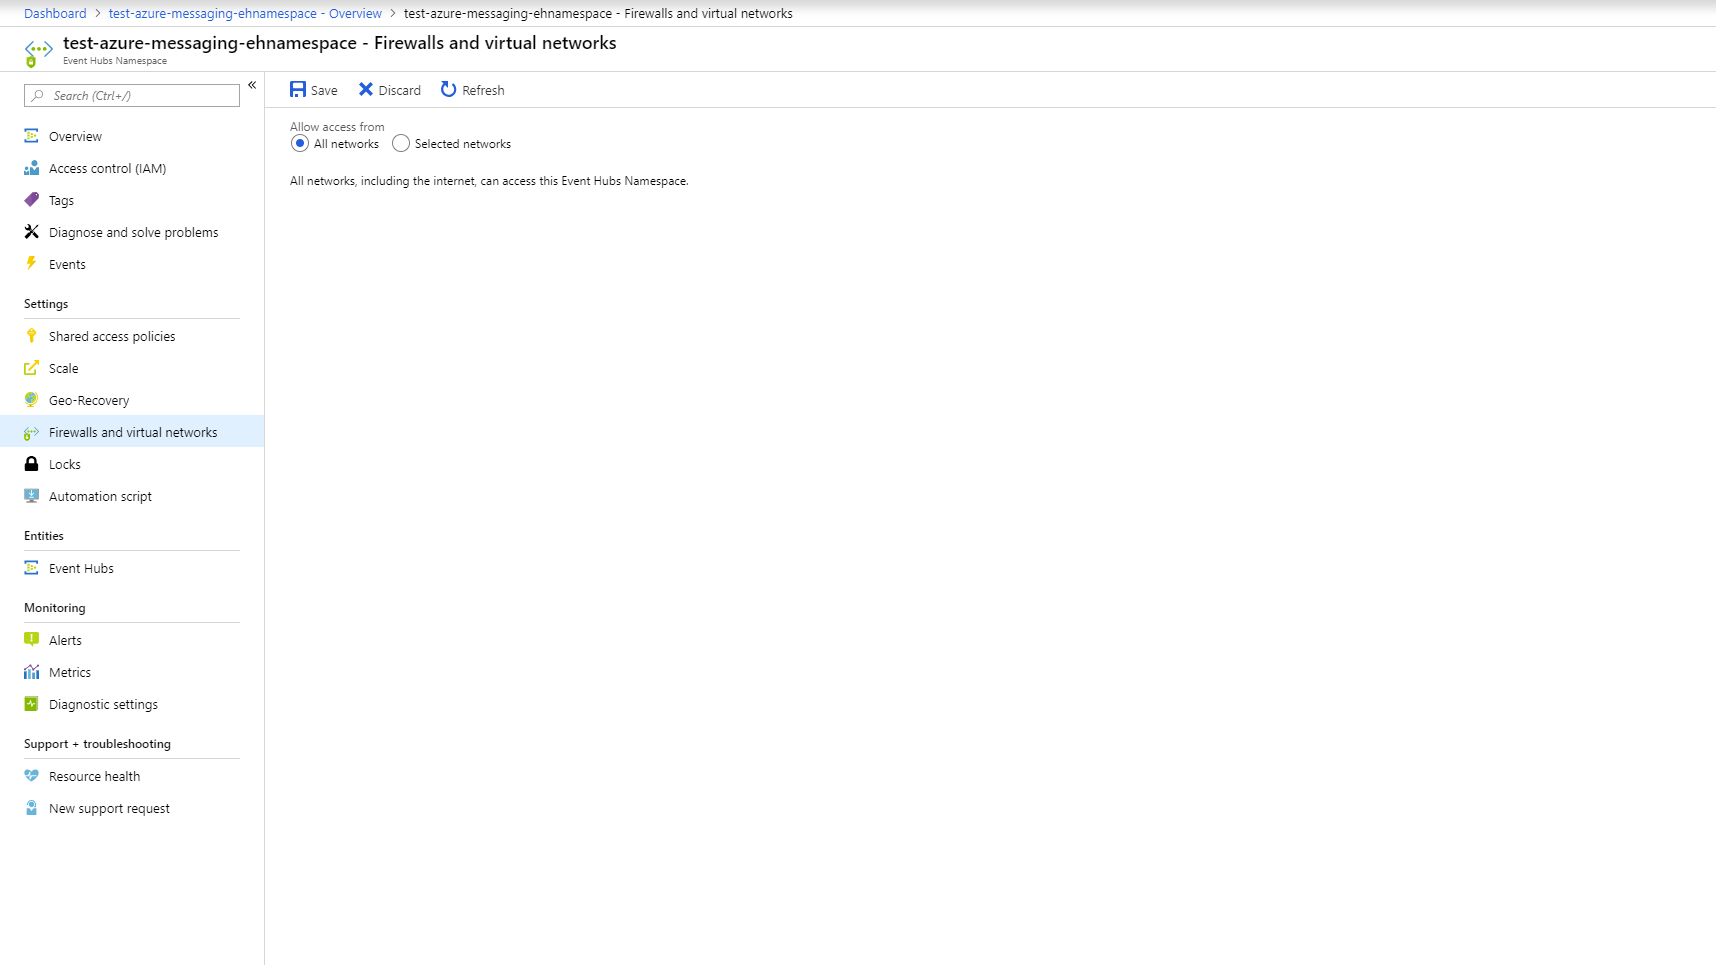 Dashboard > test-azure-messaging-ehnamespace - Overview > test-azure-messaging-ehnamespace - Firewalls and virtual networks
test-azure-messaging-ehnamespace - Firewalls and virtual networks
Event Hubs Namespace
Search (Ctrl+/)
«
Overview
Access control (IAM)
Tags
Diagnose and solve problems
Events
Settings
Shared access policies
Scale
Geo-Recovery
Firewalls and virtual networks
Locks
Automation script
Entities
Event Hubs
Monitoring
Alerts
Metrics
Diagnostic settings
Support + troubleshooting
Resource health
New support request
Save Discard Refresh
Allow access from
All networks Selected networks
All networks, including the internet, can access this Event Hubs Namespace.